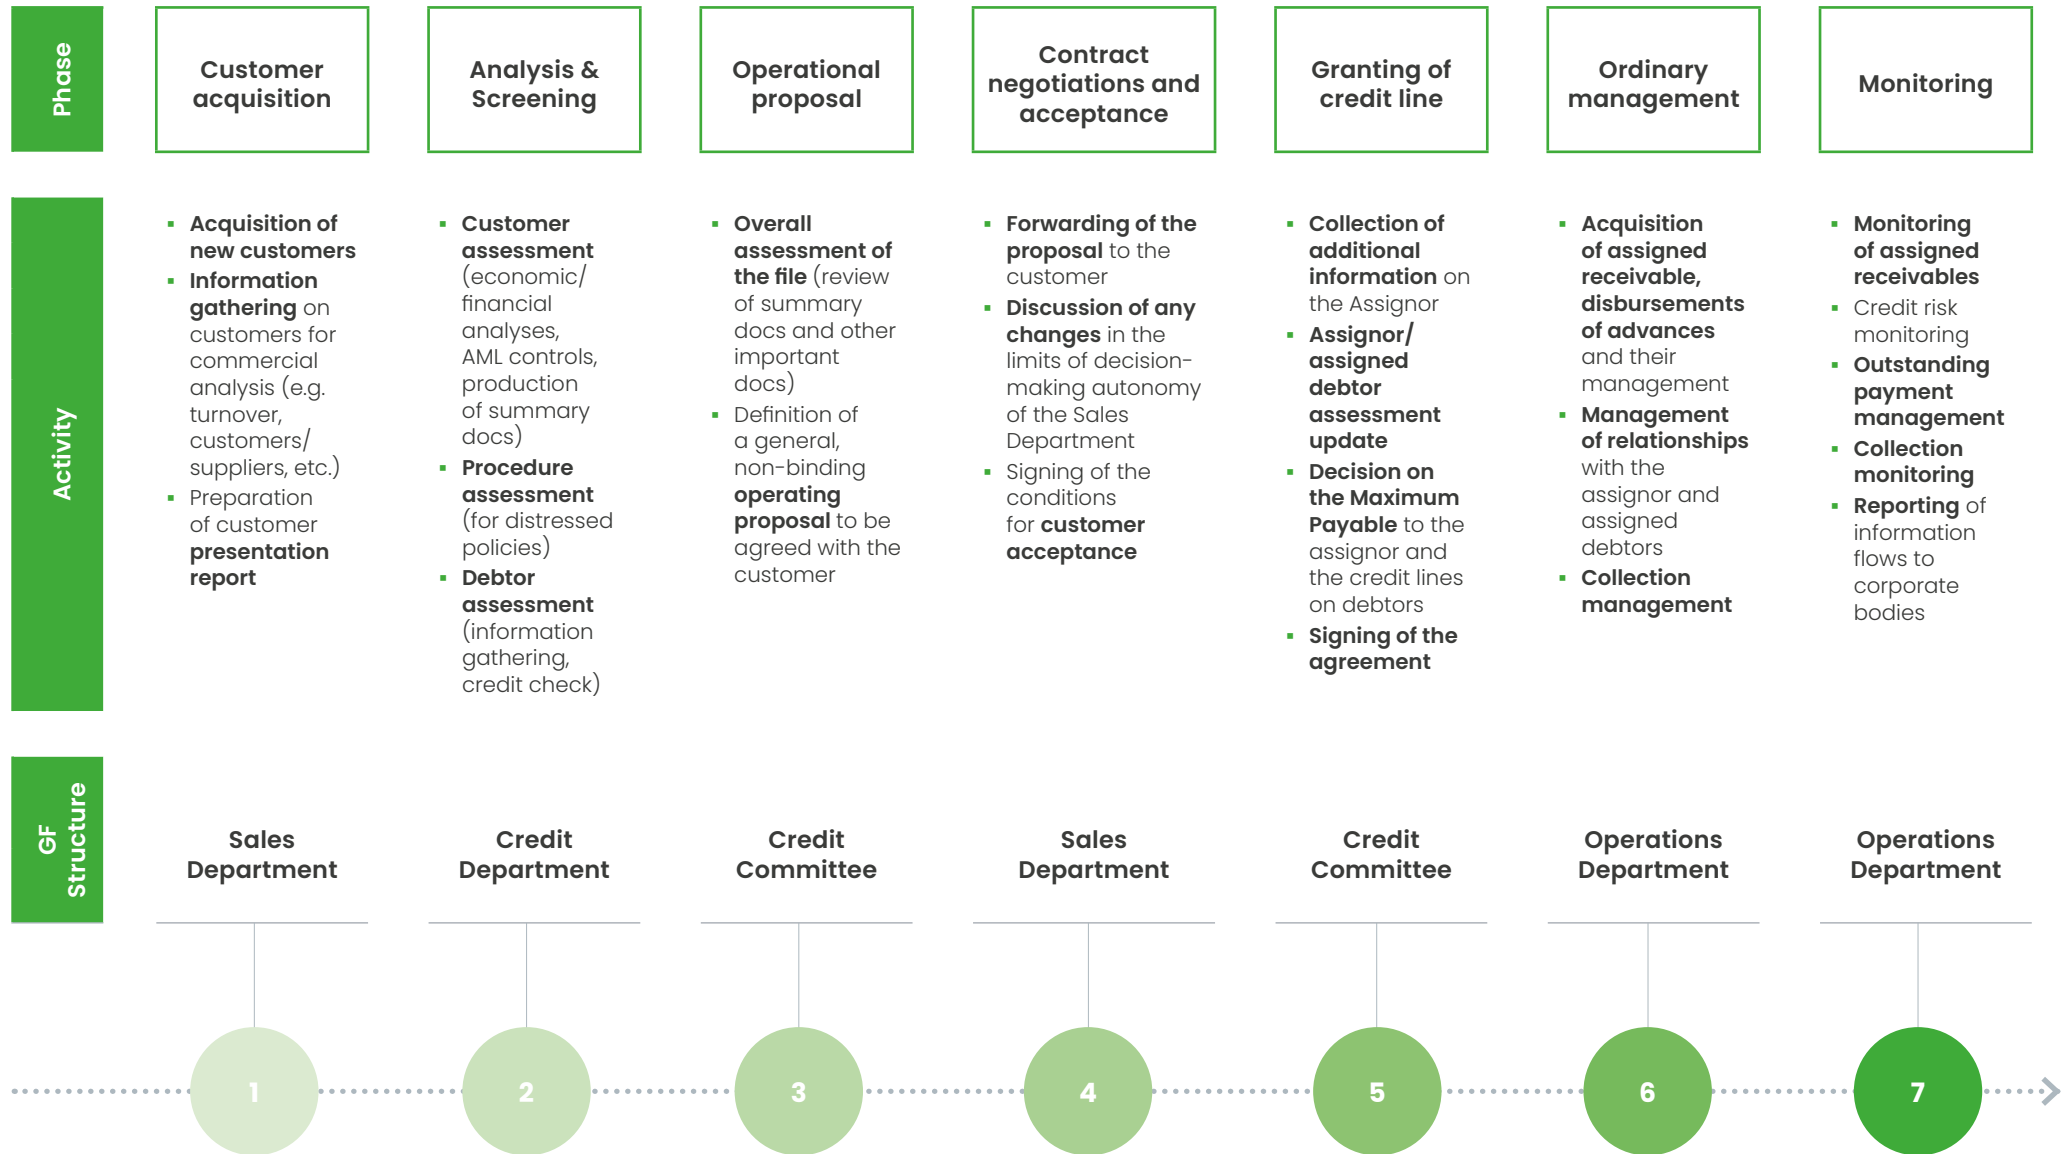 Phase
Customer
acquisition
Analysis &
Screening
Operational
proposal
Contract
negotiations and
acceptance
Granting of
credit line
Ordinary
management
Monitoring
Activity
▪ Acquisition of
new customers
▪ Information
gathering on
customers for
commercial
analysis (e.g.
turnover,
customers/
suppliers, etc.)
▪ Preparation
of customer
presentation
report
▪ Customer
assessment
(economic/
financial
analyses,
AML controls,
production
of summary
docs)
▪ Procedure
assessment
(for distressed
policies)
▪ Debtor
assessment
(information
gathering,
credit check)
▪ Overall
assessment of
the file (review
of summary
docs and other
important
docs)
▪ Definition of
a general,
non-binding
operating
proposal to be
agreed with the
customer
▪ Forwarding of the
proposal to the
customer
▪ Discussion of any
changes in the
limits of decision-
making autonomy
of the Sales
Department
▪ Signing of the
conditions
for customer
acceptance
▪ Collection of
additional
information on
the Assignor
▪ Assignor/
assigned
debtor
assessment
update
▪ Decision on
the Maximum
Payable to the
assignor and
the credit lines
on debtors
▪ Signing of the
agreement
▪ Acquisition
of assigned
receivable,
disbursements
of advances
and their
management
▪ Management
of relationships
with the
assignor and
assigned
debtors
▪ Collection
management
▪ Monitoring
of assigned
receivables
▪ Credit risk
monitoring
▪ Outstanding
payment
management
▪ Collection
monitoring
▪ Reporting of
information
flows to
corporate
bodies
GF
Structure
Sales
Department
Credit
Department
Credit
Committee
Sales
Department
Credit
Committee
Operations
Department
Operations
Department
1
2
3
4
5
6
7